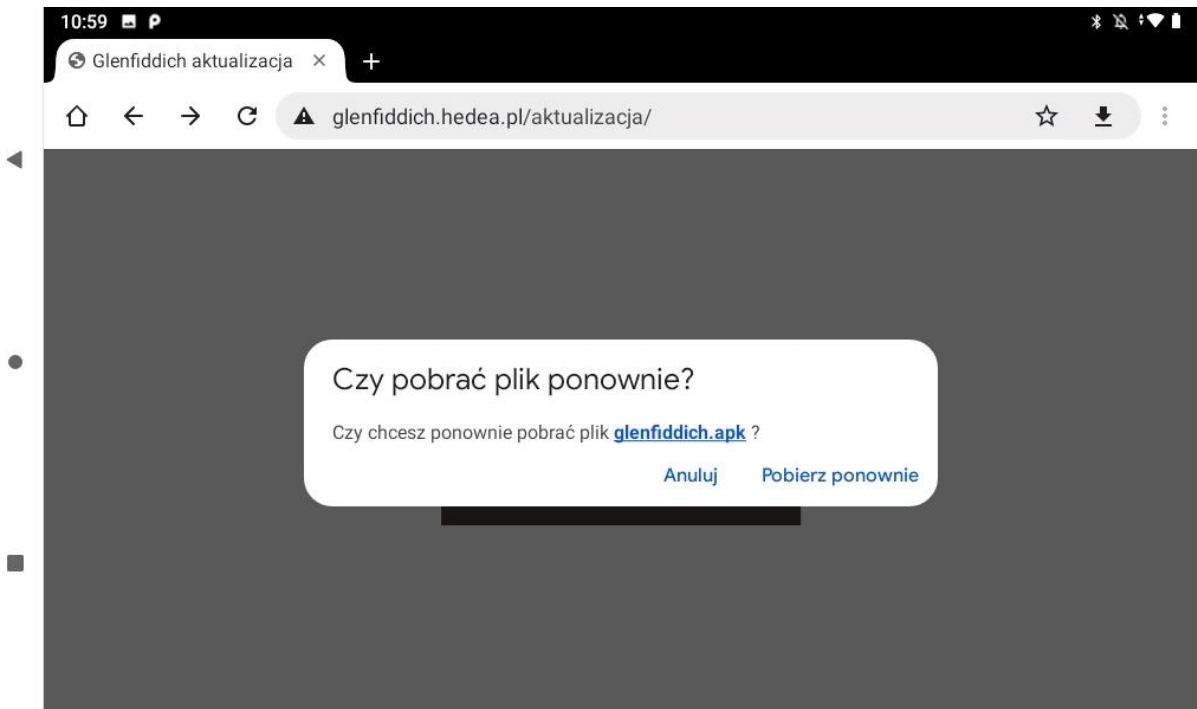 10:59
Glenfiddich aktualizacja
glenfiddich.hedea.pl/aktualizacja/
Czy pobrać plik ponownie?
Czy chcesz ponownie pobrać plik glenfiddich.apk ?
Anuluj Pobierz ponownie